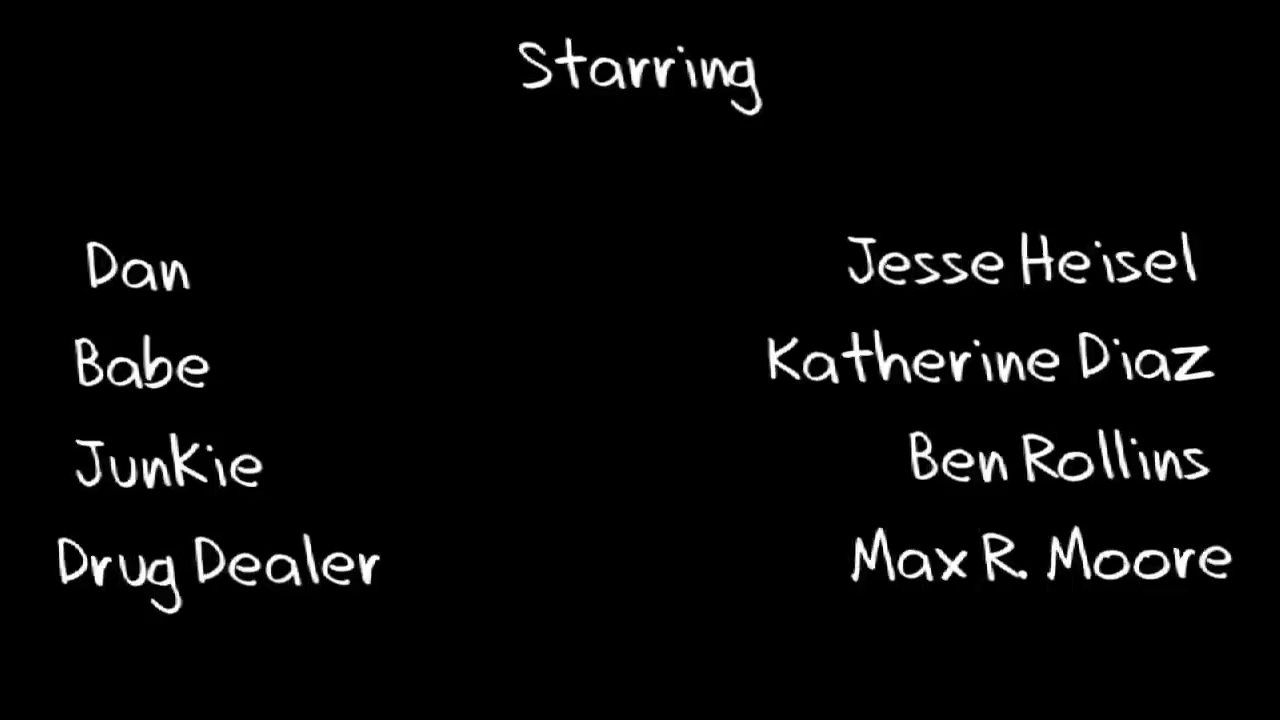 Starring
Dan Jesse Heisel
Babe Katherine Diaz
Junkie Ben Rollins
Drug Dealer Max R. Moore